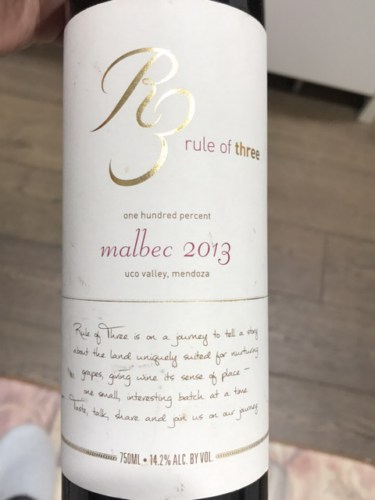 R3
rule of three
one hundred percent
malbec 2013
uco valley, mendoza
Rule of Three is on a journey to tell a story
about the land uniquely suited for nurturing
grapes, giving wine its sense of place –
one small, interesting batch at a time.
Taste, talk, share and join us on our journey
750ML • 14.2% ALC. BY VOL.